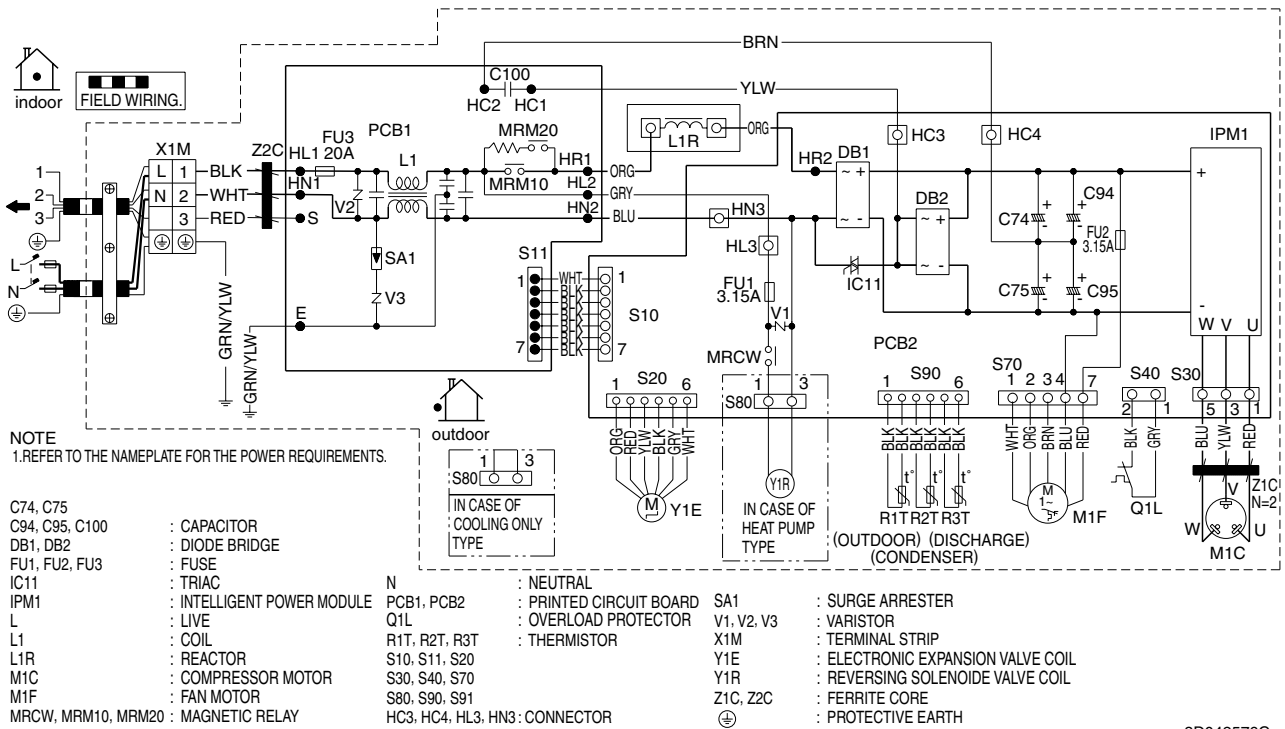 BRN
C100
YLW
HC2 HC1
indoor
FIELD WIRING.
PCB1
MRM20
L1R
ORG
HC3
HC4
IPM1
X1M
Z2C
HL1
FU3
20A
L1
HR1
HR2
DB1
L 1
BLK
HN1
MRM10
ORG
HL2
GRY
N 2
WHT
V2
HN2
BLU
HN3
DB2
C94
C74
FU2
3.15A
3
RED
S
SA1
S11
HL3
IC11
C75
C95
1
2
3
L
N
V3
1
WHT
BLK
BLK
BLK
BLK
BLK
BLK
1
S10
7
7
FU1
3.15A
V1
W V U
E
GRN/YLW
GRN/YLW
MRCW
PCB2
S20
1 6
1 3
S80
S90
1 6
S70
1 2 3 4 7
S40
2 1
S30
5 3 1
outdoor
ORG
RED
YLW
BLK
GRY
WHT
M
Y1E
Y1R
IN CASE OF
HEAT PUMP
TYPE
BLK
BLK
BLK
BLK
BLK
BLK
t°
t°
t°
R1T R2T R3T
(OUTDOOR) (DISCHARGE)
(CONDENSER)
WHT
ORG
BRN
BLU
RED
M
1~
M1F
BLK
GRY
Q1L
BLU
YLW
RED
Z1C
N=2
W V U
M1C
1 3
S80
IN CASE OF
COOLING ONLY
TYPE
NOTE
1.REFER TO THE NAMEPLATE FOR THE POWER REQUIREMENTS.
C74, C75
C94, C95, C100 : CAPACITOR
DB1, DB2 : DIODE BRIDGE
FU1, FU2, FU3 : FUSE
IC11 : TRIAC
IPM1 : INTELLIGENT POWER MODULE
L : LIVE
L1 : COIL
L1R : REACTOR
M1C : COMPRESSOR MOTOR
M1F : FAN MOTOR
MRCW, MRM10, MRM20 : MAGNETIC RELAY
N : NEUTRAL
PCB1, PCB2 : PRINTED CIRCUIT BOARD
Q1L : OVERLOAD PROTECTOR
R1T, R2T, R3T : THERMISTOR
S10, S11, S20
S30, S40, S70
S80, S90, S91
HC3, HC4, HL3, HN3 : CONNECTOR
SA1 : SURGE ARRESTER
V1, V2, V3 : VARISTOR
X1M : TERMINAL STRIP
Y1E : ELECTRONIC EXPANSION VALVE COIL
Y1R : REVERSING SOLENOIDE VALVE COIL
Z1C, Z2C : FERRITE CORE
: PROTECTIVE EARTH